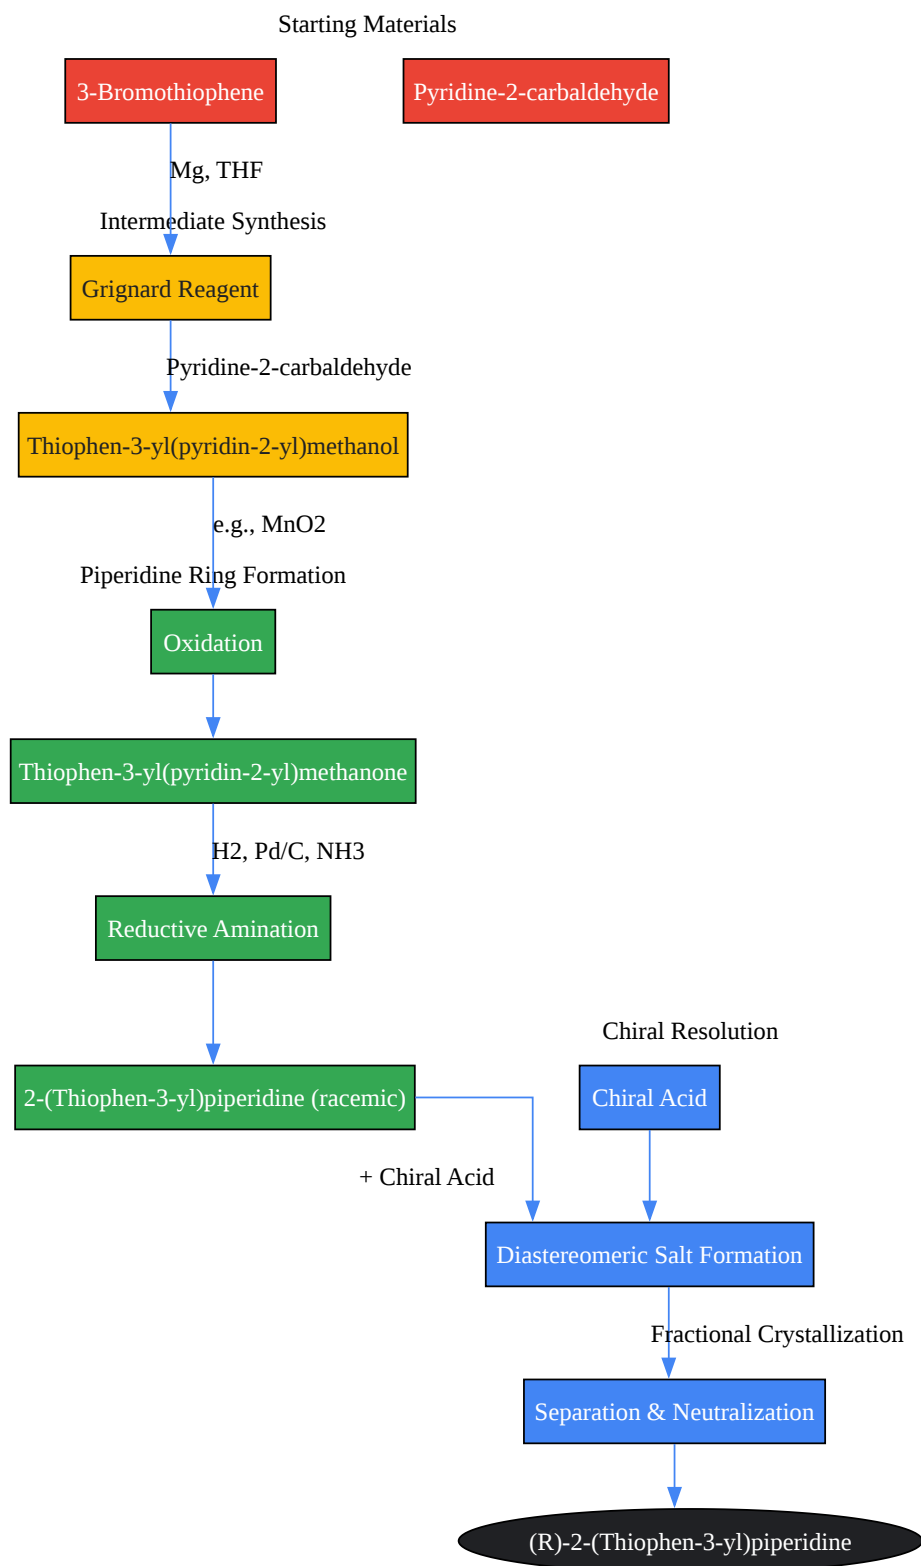 Starting Materials
3-Bromothiophene
Pyridine-2-carbaldehyde
Mg, THF
Intermediate Synthesis
Grignard Reagent
Pyridine-2-carbaldehyde
Thiophen-3-yl(pyridin-2-yl)methanol
e.g., MnO2
Piperidine Ring Formation
Oxidation
Thiophen-3-yl(pyridin-2-yl)methanone
H2, Pd/C, NH3
Reductive Amination
Chiral Resolution
2-(Thiophen-3-yl)piperidine (racemic)
Chiral Acid
+ Chiral Acid
Diastereomeric Salt Formation
Fractional Crystallization
Separation & Neutralization
(R)-2-(Thiophen-3-yl)piperidine